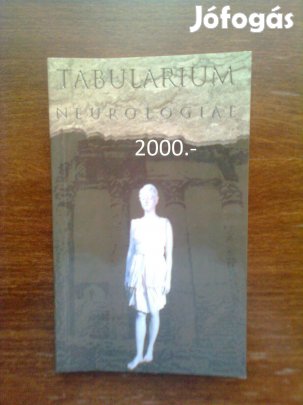 Jófogás
TABULARIUM
NEUROLOGIAE
2000.-